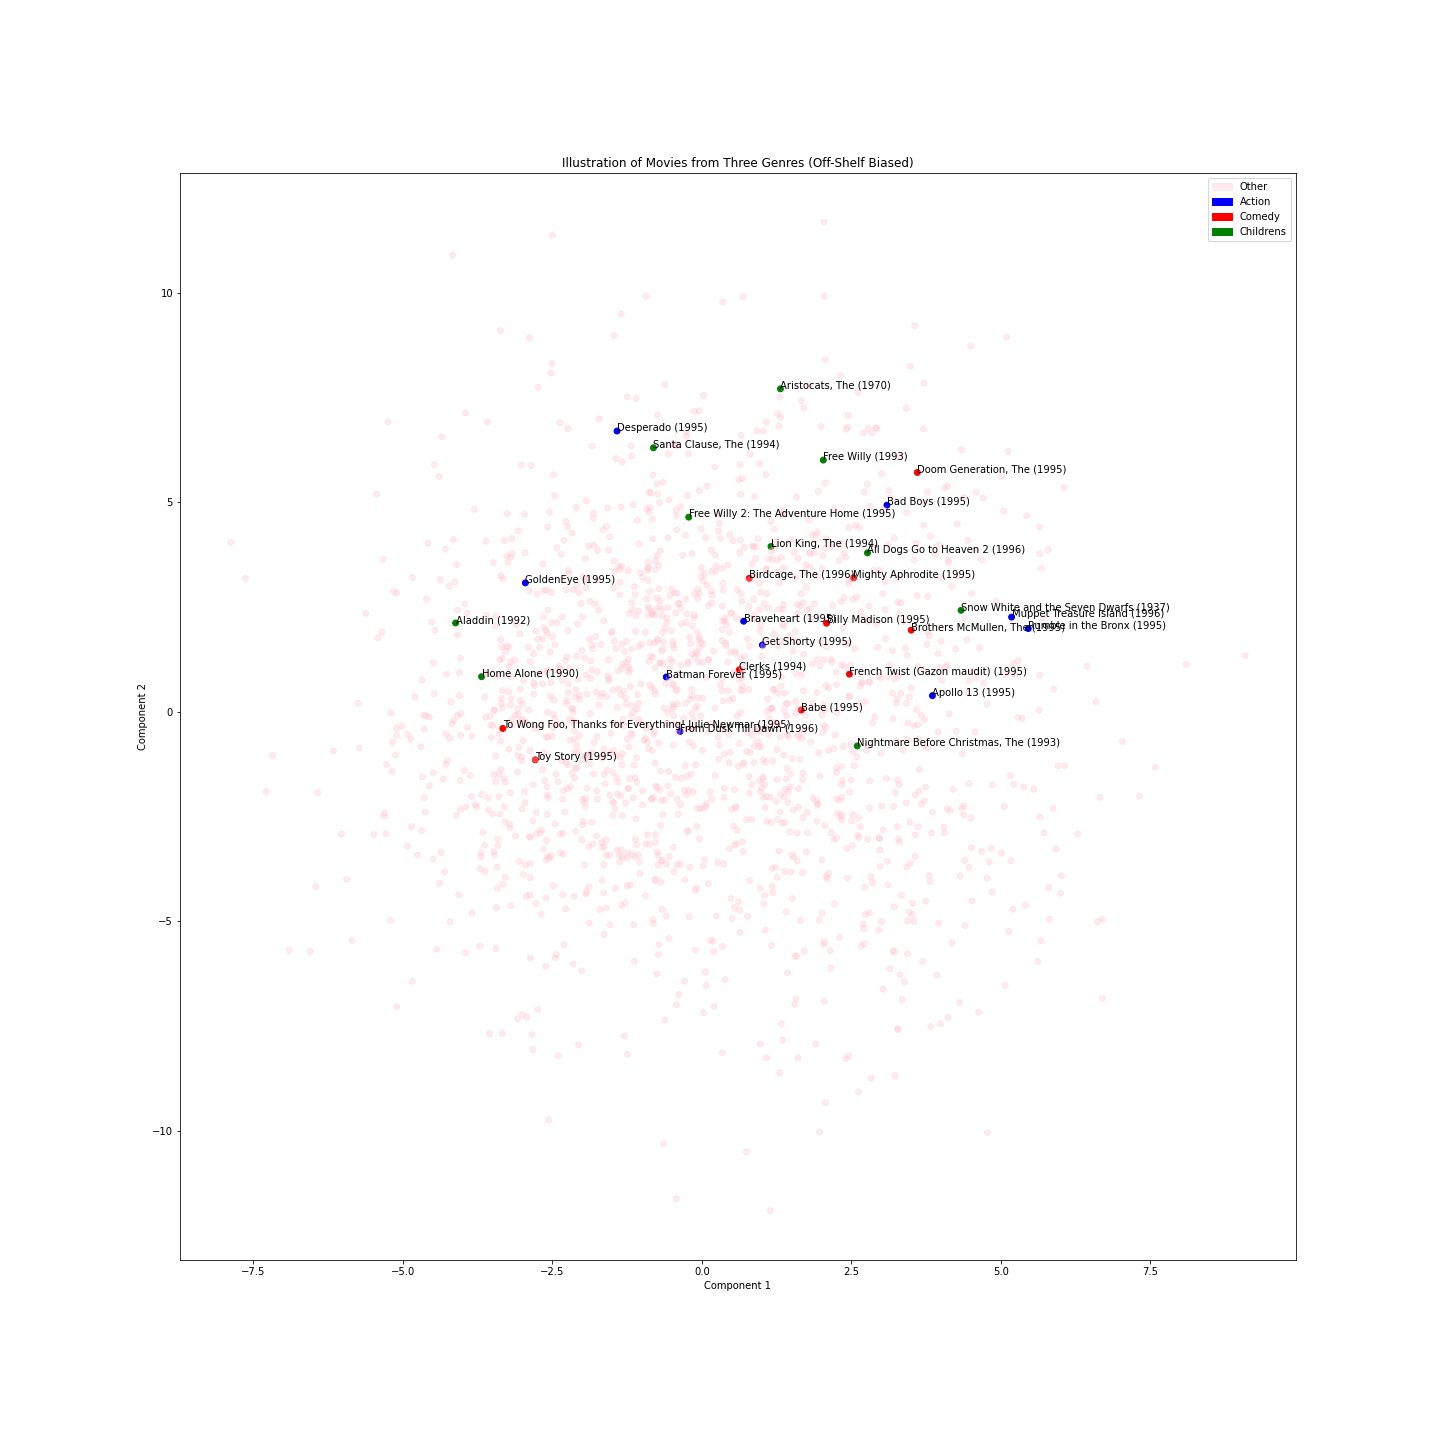 Illustration of Movies from Three Genres (Off-Shelf Biased)
Other
Action
Comedy
Childrens
Aristocats, The (1970)
Desperado (1995)
Santa Clause, The (1994)
Free Willy (1993)
Doom Generation, The (1995)
Bad Boys (1995)
Free Willy 2: The Adventure Home (1995)
Lion King, The (1994)
All Dogs Go to Heaven 2 (1996)
Birdcage, The (1996)
Mighty Aphrodite (1995)
GoldenEye (1995)
Snow White and the Seven Dwarfs (1937)
Muppet Treasure Island (1996)
Rumble in the Bronx (1995)
Aladdin (1992)
Braveheart (1995)
Billy Madison (1995)
Brothers McMullen, The (1995)
Get Shorty (1995)
Clerks (1994)
Home Alone (1990)
Batman Forever (1995)
French Twist (Gazon maudit) (1995)
Apollo 13 (1995)
Babe (1995)
To Wong Foo, Thanks for Everything! Julie Newmar (1995)
From Dusk Till Dawn (1996)
Nightmare Before Christmas, The (1993)
Toy Story (1995)
10
5
0
−5
−10
Component 2
−7.5
−5.0
−2.5
0.0
2.5
5.0
7.5
Component 1